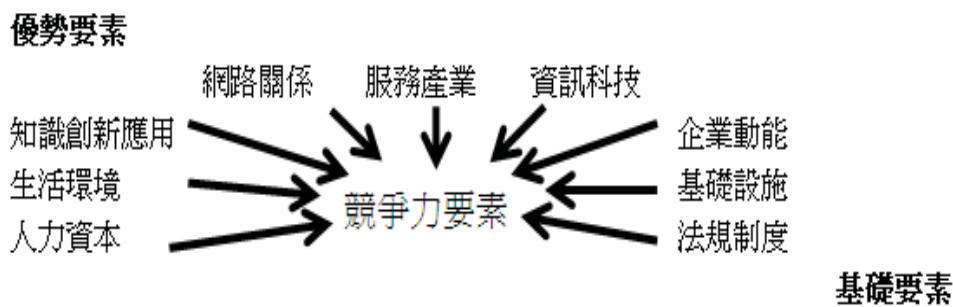 優勢要素
網路關係 服務產業 資訊科技
知識創新應用 企業動能
生活環境 基礎設施
競爭力要素
人力資本 法規制度
基礎要素